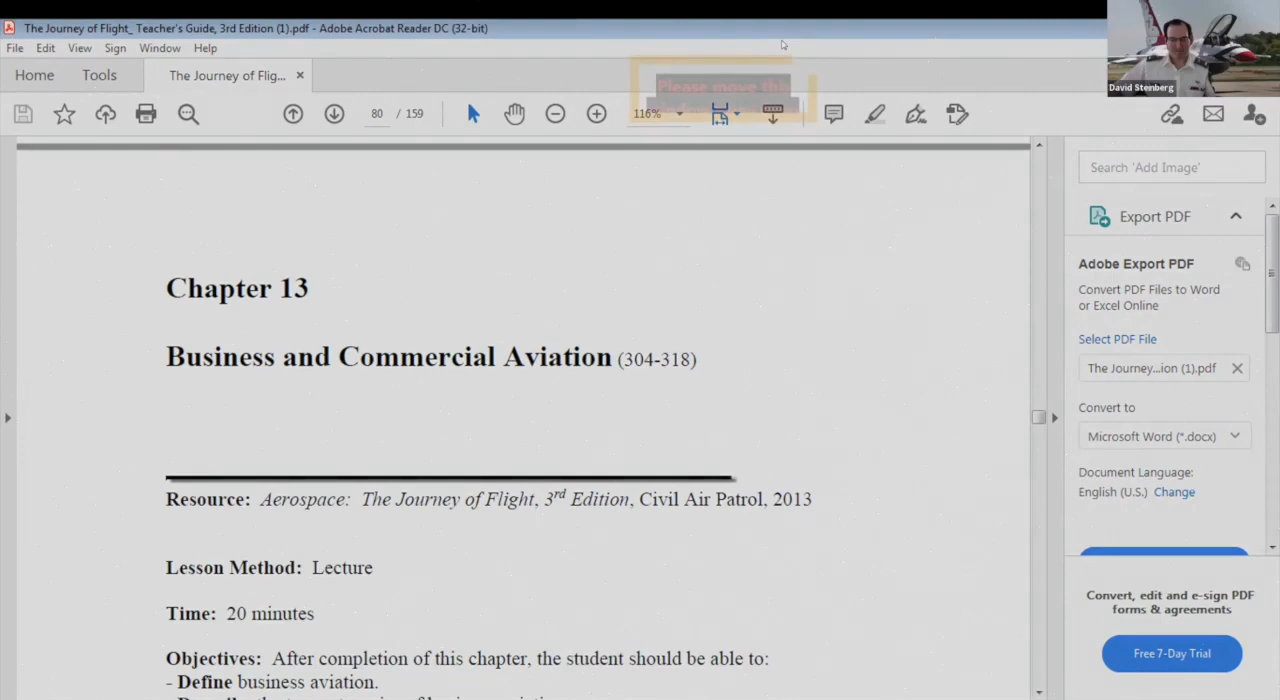 The Journey of Flight_ Teacher's Guide, 3rd Edition (1).pdf - Adobe Acrobat Reader DC (32-bit)
File Edit View Sign Window Help
Home Tools The Journey of Flig... ×
Please move this
80 / 159 116%
David Stenberg
Search 'Add Image'
Export PDF
Adobe Export PDF
Convert PDF Files to Word
or Excel Online
Select PDF File
The Journey...ion (1).pdf
Convert to
Microsoft Word (*.docx)
Document Language:
English (U.S.) Change
Convert, edit and e-sign PDF
forms & agreements
Free 7-Day Trial
Chapter 13
Business and Commercial Aviation (304-318)
Resource: Aerospace: The Journey of Flight, 3rd Edition, Civil Air Patrol, 2013
Lesson Method: Lecture
Time: 20 minutes
Objectives: After completion of this chapter, the student should be able to:
- Define business aviation.